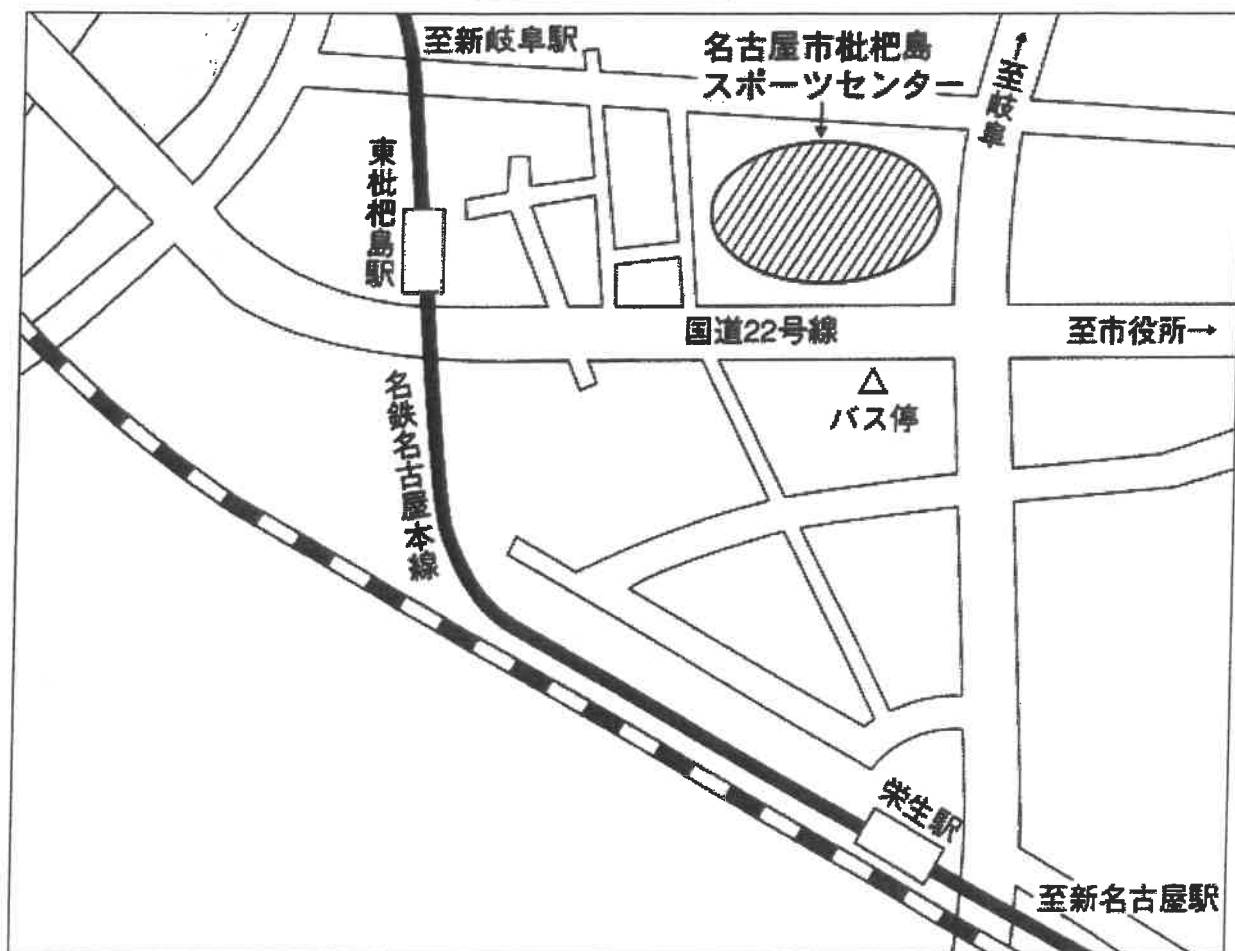 至新岐阜駅
名古屋市枇杷島
スポーツセンター
↑至岐阜
東枇杷島駅
国道22号線
至市役所→
バス停
名鉄名古屋本線
栄生駅
至新名古屋駅